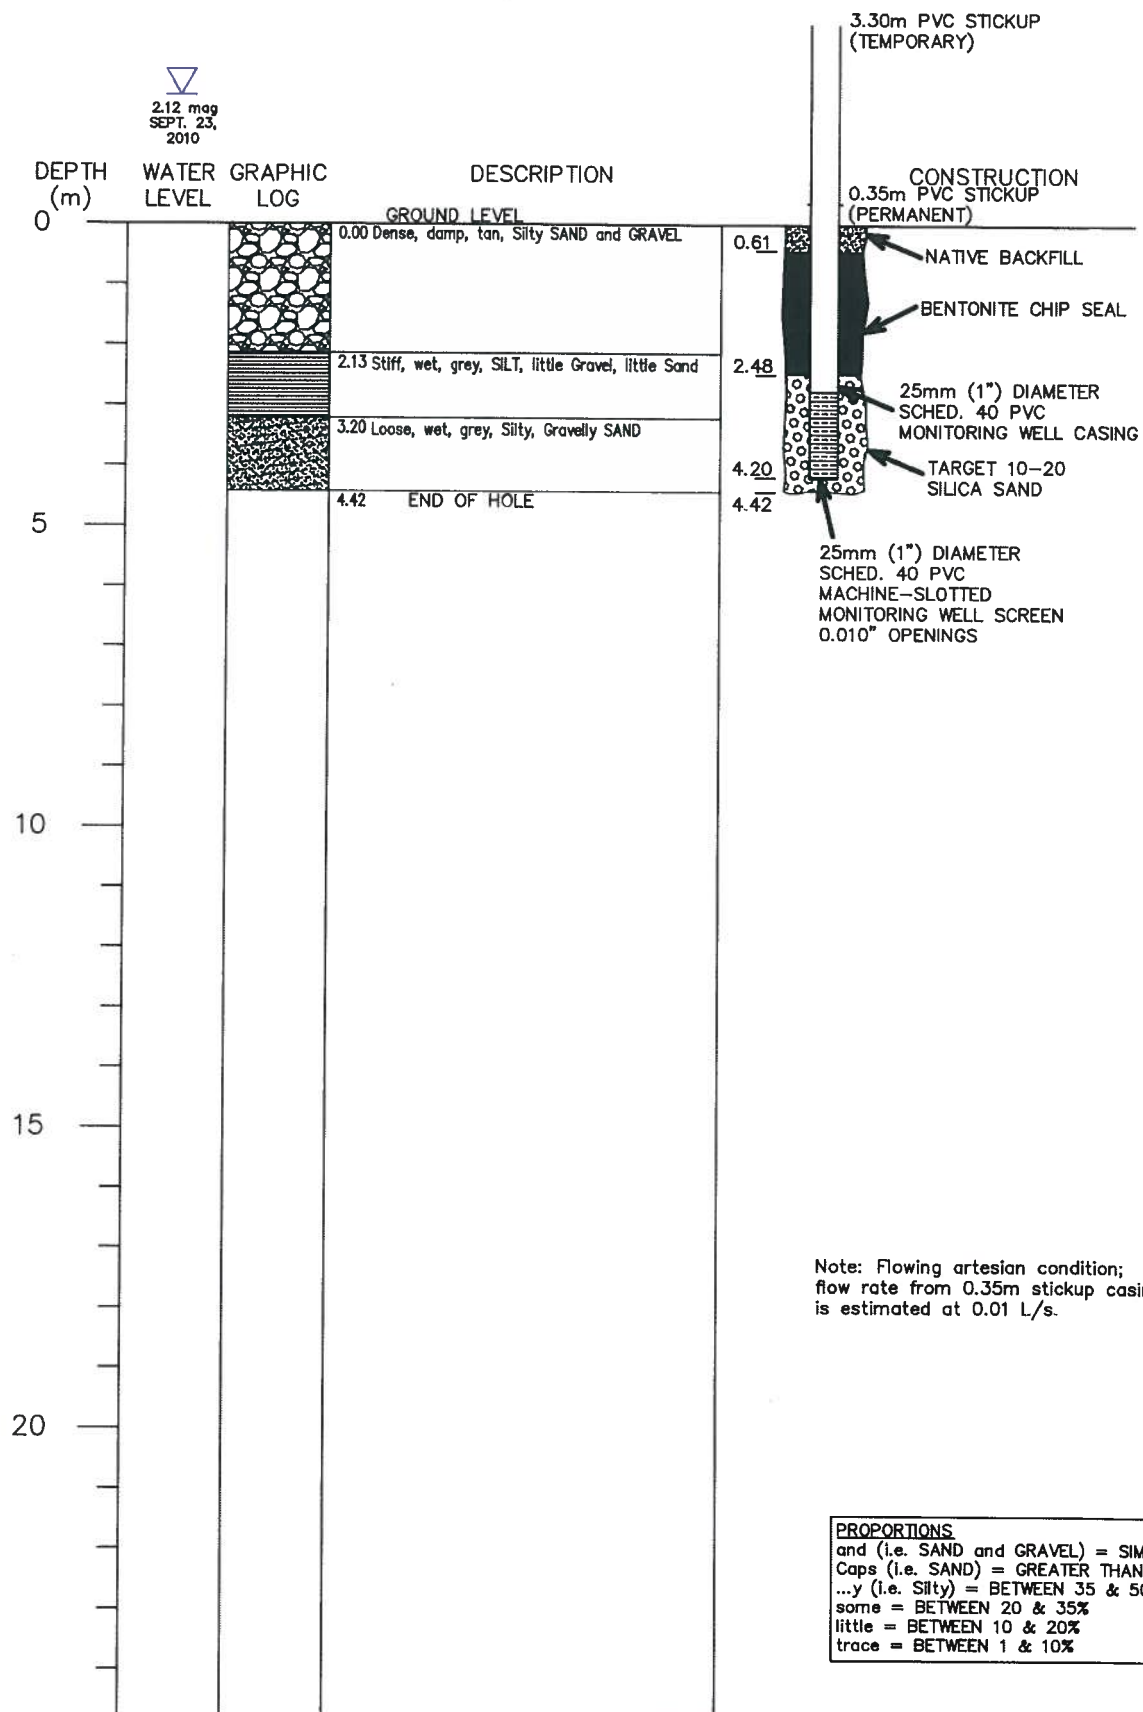 3.30m PVC STICKUP
(TEMPORARY)
2.12 mag
SEPT. 23,
2010
DEPTH
(m)
WATER
LEVEL
GRAPHIC
LOG
DESCRIPTION
CONSTRUCTION
0.35m PVC STICKUP
(PERMANENT)
0
GROUND LEVEL
0.00 Dense, damp, tan, Silty SAND and GRAVEL
0.61
NATIVE BACKFILL
BENTONITE CHIP SEAL
2.13 Stiff, wet, grey, SILT, little Gravel, little Sand
2.48
25mm (1") DIAMETER
SCHED. 40 PVC
MONITORING WELL CASING
3.20 Loose, wet, grey, Silty, Gravelly SAND
4.20
TARGET 10-20
SILICA SAND
4.42 END OF HOLE
4.42
5
25mm (1") DIAMETER
SCHED. 40 PVC
MACHINE-SLOTTED
MONITORING WELL SCREEN
0.010" OPENINGS
10
15
Note: Flowing artesian condition;
flow rate from 0.35m stickup
is estimated at 0.01 L/s.
20
PROPORTIONS
and (i.e. SAND and GRAVEL) =
Caps (i.e. SAND) = GREATER THAN
...y (i.e. Silty) = BETWEEN 35 &
some = BETWEEN 20 & 35%
little = BETWEEN 10 & 20%
trace = BETWEEN 1 & 10%